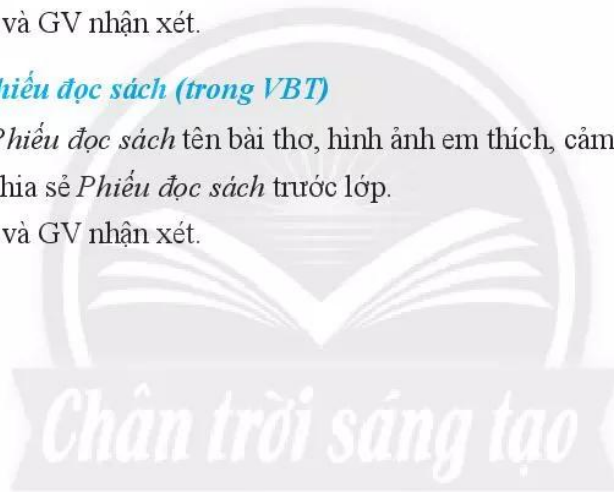 và GV nhận xét.
hiếu đọc sách (trong VBT)
Phiếu đọc sách tên bài thơ, hình ảnh em thích, cảm
hia sẻ Phiếu đọc sách trước lớp.
và GV nhận xét.
Chân trời sáng tạo